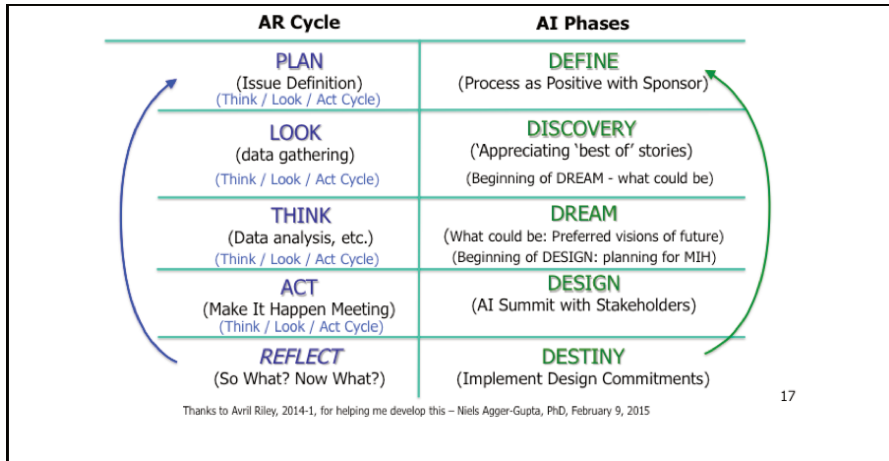 AR Cycle
AI Phases
PLAN
(Issue Definition)
(Think / Look / Act Cycle)
DEFINE
(Process as Positive with Sponsor)
LOOK
(data gathering)
(Think / Look / Act Cycle)
DISCOVERY
('Appreciating 'best of' stories)
(Beginning of DREAM - what could be)
THINK
(Data analysis, etc.)
(Think / Look / Act Cycle)
DREAM
(What could be: Preferred visions of future)
(Beginning of DESIGN: planning for MIH)
ACT
(Make It Happen Meeting)
(Think / Look / Act Cycle)
DESIGN
(AI Summit with Stakeholders)
REFLECT
(So What? Now What?)
DESTINY
(Implement Design Commitments)
17
Thanks to Avril Riley, 2014-1, for helping me develop this – Niels Agger-Gupta, PhD, February 9, 2015